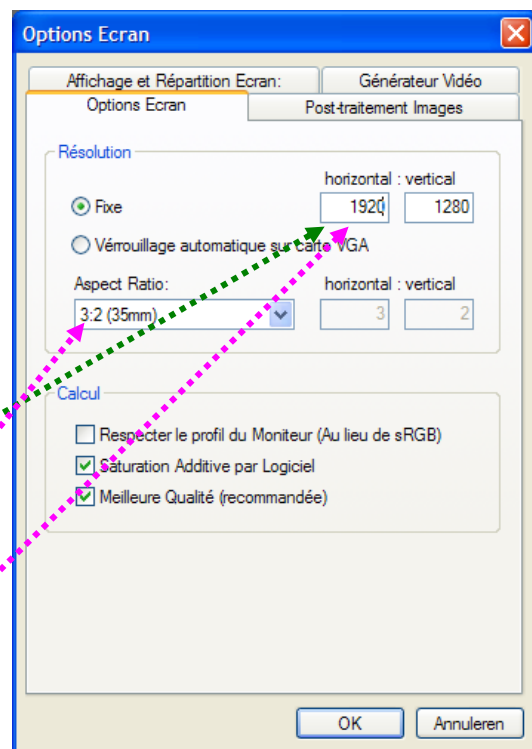 Options Ecran
Affichage et Répartition Ecran: Générateur Vidéo
Options Ecran Post-traitement Images
Résolution
horizontal : vertical
Fixe 1920 1280
Vérrouillage automatique sur carte VGA
Aspect Ratio: horizontal : vertical
3:2 (35mm) 3 2
Calcul
Respecter le profil du Moniteur (Au lieu de sRGB)
Saturation Additive par Logiciel
Meilleure Qualité (recommandée)
OK Annuleren